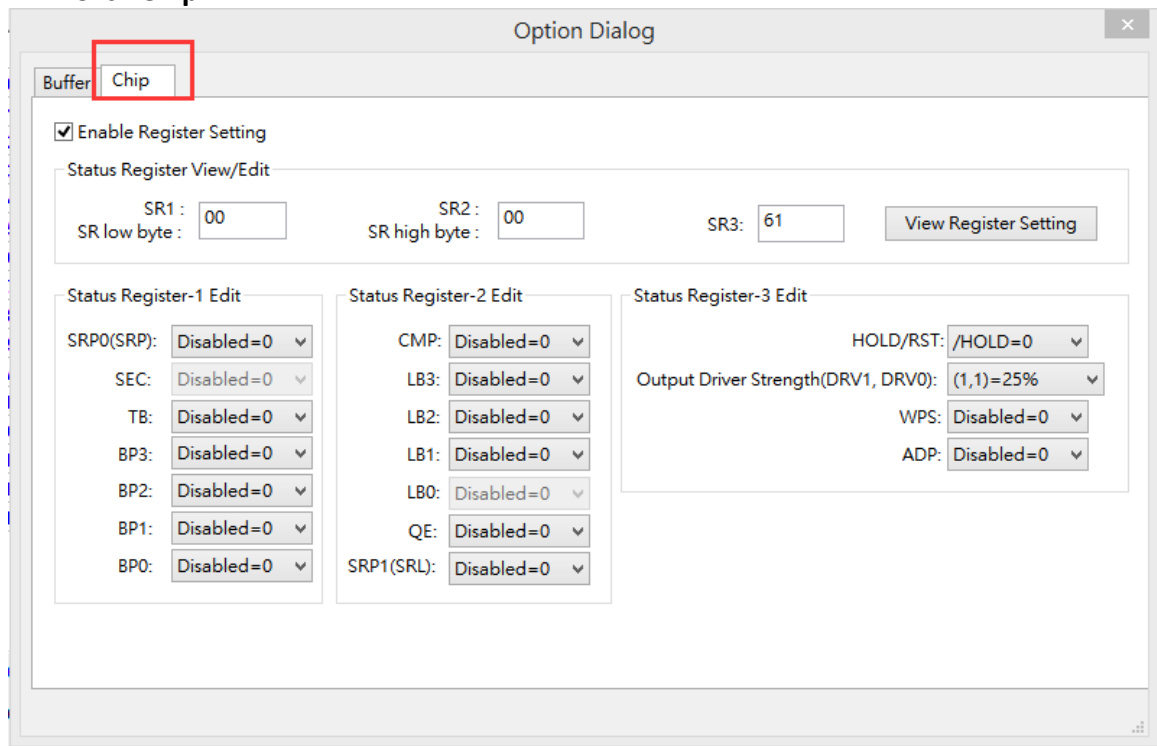 Option Dialog
Buffer Chip
Enable Register Setting
Status Register View/Edit
SR1 : 00 SR2 : 00 SR3: 61 View Register Setting
SR low byte : SR high byte :
Status Register-1 Edit Status Register-2 Edit Status Register-3 Edit
SRP0(SRP): Disabled=0 CMP: Disabled=0 HOLD/RST: /HOLD=0
SEC: Disabled=0 LB3: Disabled=0 Output Driver Strength(DRV1, DRV0): (1,1)=25%
TB: Disabled=0 LB2: Disabled=0 WPS: Disabled=0
BP3: Disabled=0 LB1: Disabled=0 ADP: Disabled=0
BP2: Disabled=0 LB0: Disabled=0
BP1: Disabled=0 QE: Disabled=0
BP0: Disabled=0 SRP1(SRL): Disabled=0